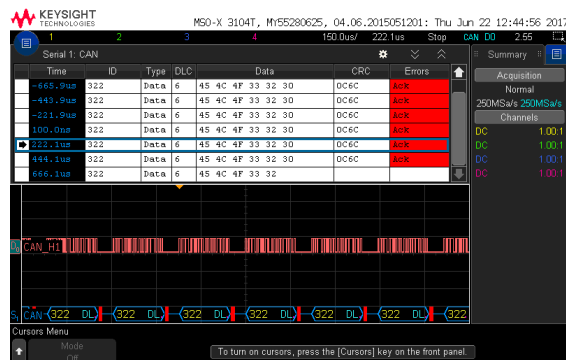 KEYSIGHT
TECHNOLOGIES
MSO-X 3104T, MY55280625, 04.06.2015051201: Thu Jun 22 12:44:56 2017
1 2 3 4 150.0us/ 222.1us Stop CAN D0 2.55
Serial 1: CAN
Summary
Time ID Type DLC Data CRC Errors
-665.9us 322 Data 6 45 4C 4F 33 32 30 0C6C Ack
-443.9us 322 Data 6 45 4C 4F 33 32 30 0C6C Ack
-221.9us 322 Data 6 45 4C 4F 33 32 30 0C6C Ack
100.0ns 322 Data 6 45 4C 4F 33 32 30 0C6C Ack
222.1us 322 Data 6 45 4C 4F 33 32 30 0C6C Ack
444.1us 322 Data 6 45 4C 4F 33 32 30 0C6C Ack
666.1us 322 Data 6 45 4C 4F 33 32
Acquisition
Normal
250MSa/s 250MSa/s
Channels
DC 1.00:1
DC 1.00:1
DC 1.00:1
DC 1.00:1
CAN_H1
S1 CAN 322 DL 322 DL 322 DL 322 DL 322 DL 322 DL 322
Cursors Menu
Mode
Off
To turn on cursors, press the [Cursors] key on the front panel.